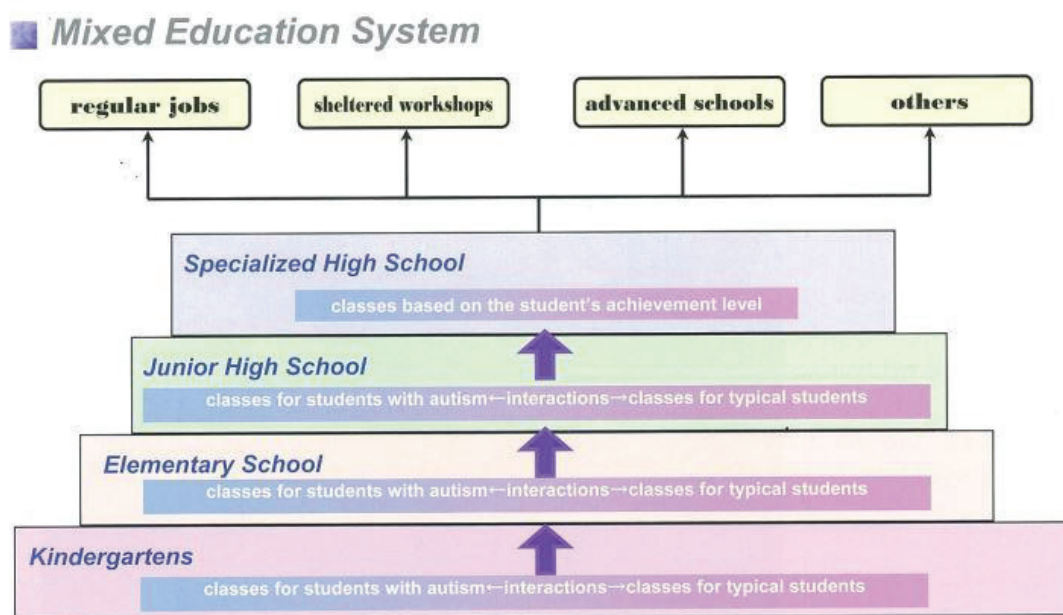 Mixed Education System
regular jobs
sheltered workshops
advanced schools
others
Specialized High School
classes based on the student's achievement level
Junior High School
classes for students with autism←interactions→classes for typical students
Elementary School
classes for students with autism←interactions→classes for typical students
Kindergartens
classes for students with autism←interactions→classes for typical students